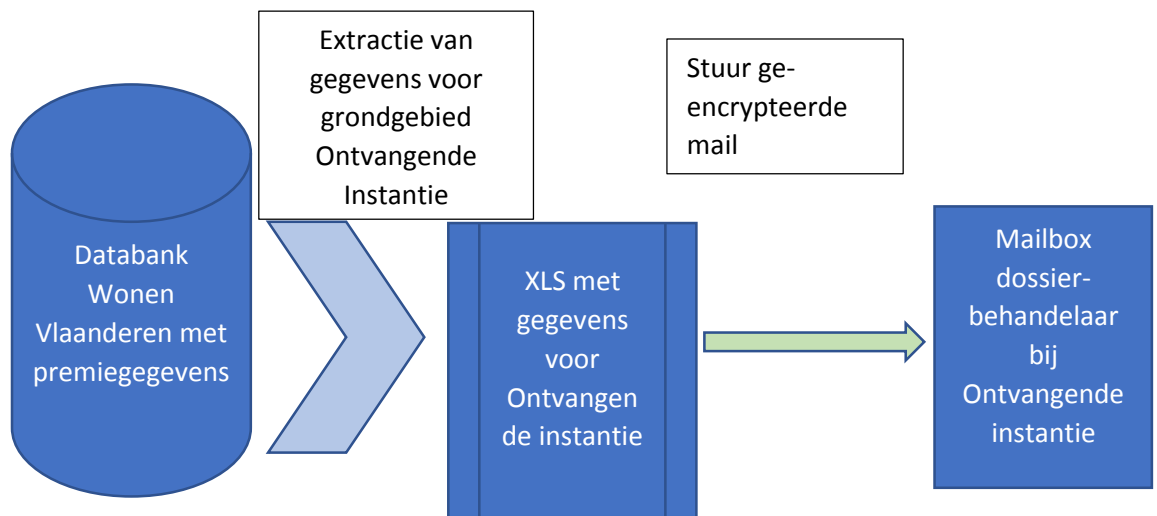 Extractie van
gegevens voor
grondgebied
Ontvangende
Instantie
Stuur ge-
encrypteerde
mail
Databank
Wonen
Vlaanderen met
premiegegevens
XLS met
gegevens
voor
Ontvangen
de instantie
Mailbox
dossier-
behandelaar
bij
Ontvangende
instantie